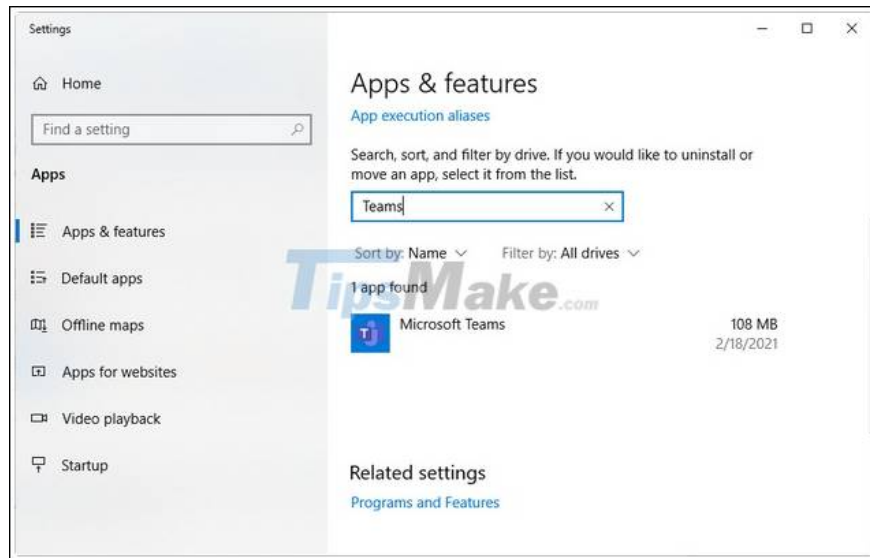 Settings
Home
Find a setting
Apps
Apps & features
Default apps
Offline maps
Apps for websites
Video playback
Startup
Apps & features
App execution aliases
Search, sort, and filter by drive. If you would like to uninstall or
move an app, select it from the list.
Teams
Sort by: Name Filter by: All drives
1 app found
TipsMake.com
Microsoft Teams 108 MB
2/18/2021
Related settings
Programs and Features